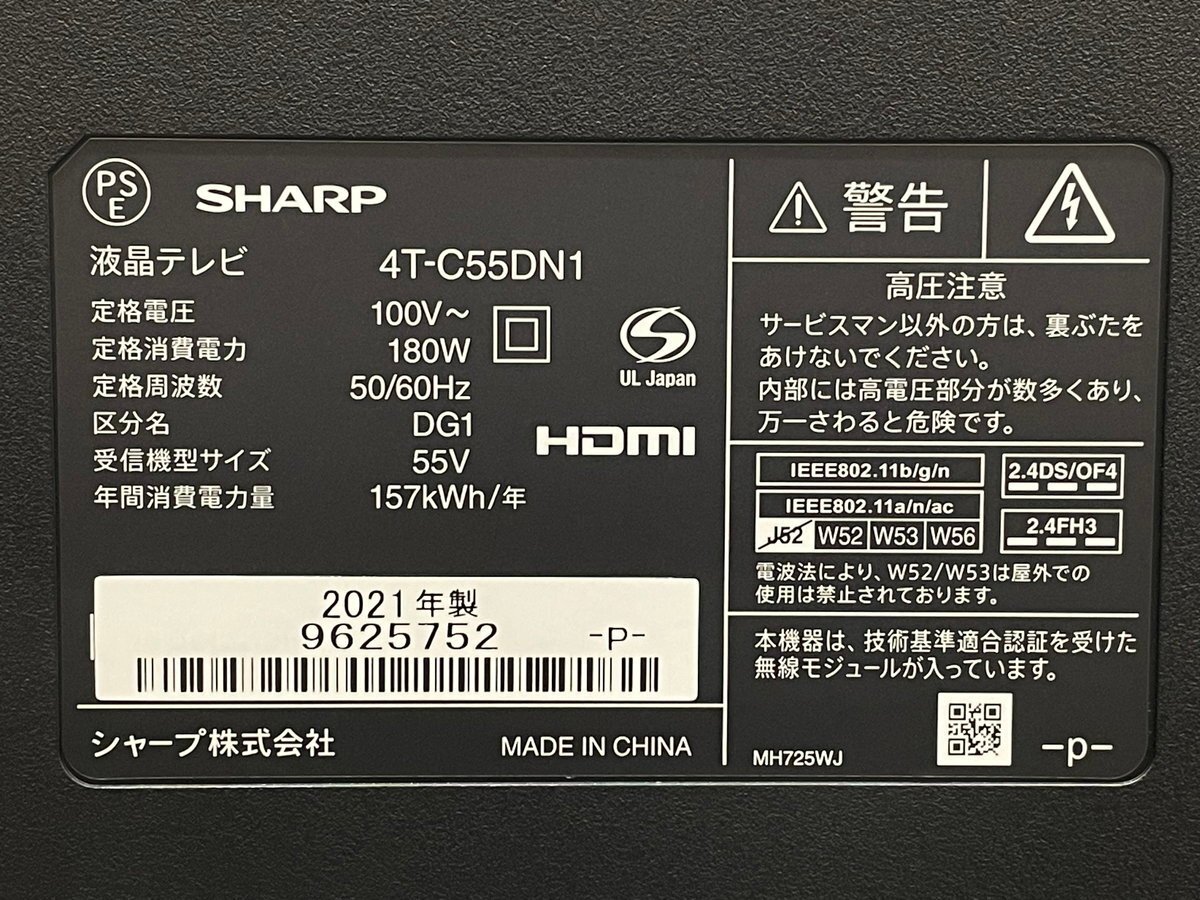 PSE SHARP
液晶テレビ 4T-C55DN1
定格電圧 100V～
定格消費電力 180W
定格周波数 50/60Hz
区分名 DG1
受信機型サイズ 55V
年間消費電力量 157kWh/年
UL Japan
HDMI
2021年製
9625752 -P-
シャープ株式会社 MADE IN CHINA
警告
高圧注意
サービスマン以外の方は、裏ぶたを
あけないでください。
内部には高電圧部分が数多くあり、
万一さわると危険です。
IEEE802.11b/g/n 2.4DS/OF4
IEEE802.11a/n/ac
J52 W52 W53 W56 2.4FH3
電波法により、W52/W53は屋外での
使用は禁止されております。
本機器は、技術基準適合認証を受けた
無線モジュールが入っています。
MH725WJ -p-